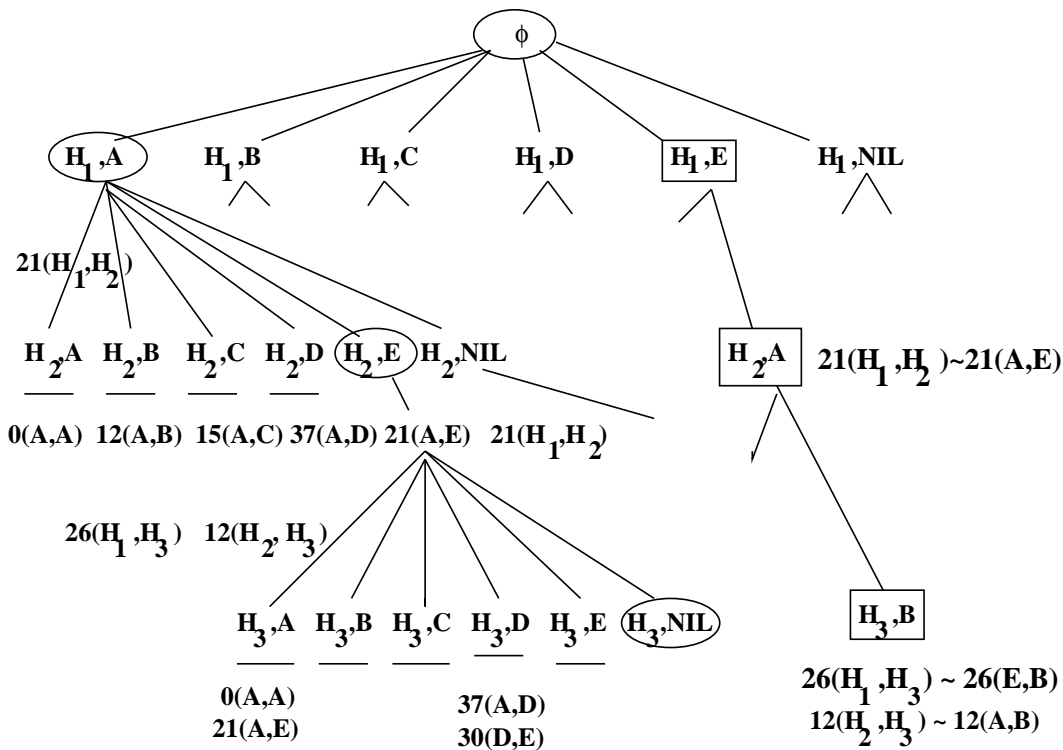 ϕ
H1,A H1,B H1,C H1,D H1,E H1,NIL
21(H1,H2)
H2,A H2,B H2,C H2,D H2,E H2,NIL H2,A 21(H1,H2)~21(A,E)
0(A,A) 12(A,B) 15(A,C) 37(A,D) 21(A,E) 21(H1,H2)
26(H1,H3) 12(H2,H3)
H3,A H3,B H3,C H3,D H3,E H3,NIL H3,B
0(A,A) 37(A,D) 26(H1,H3) ~ 26(E,B)
21(A,E) 30(D,E) 12(H2,H3) ~ 12(A,B)